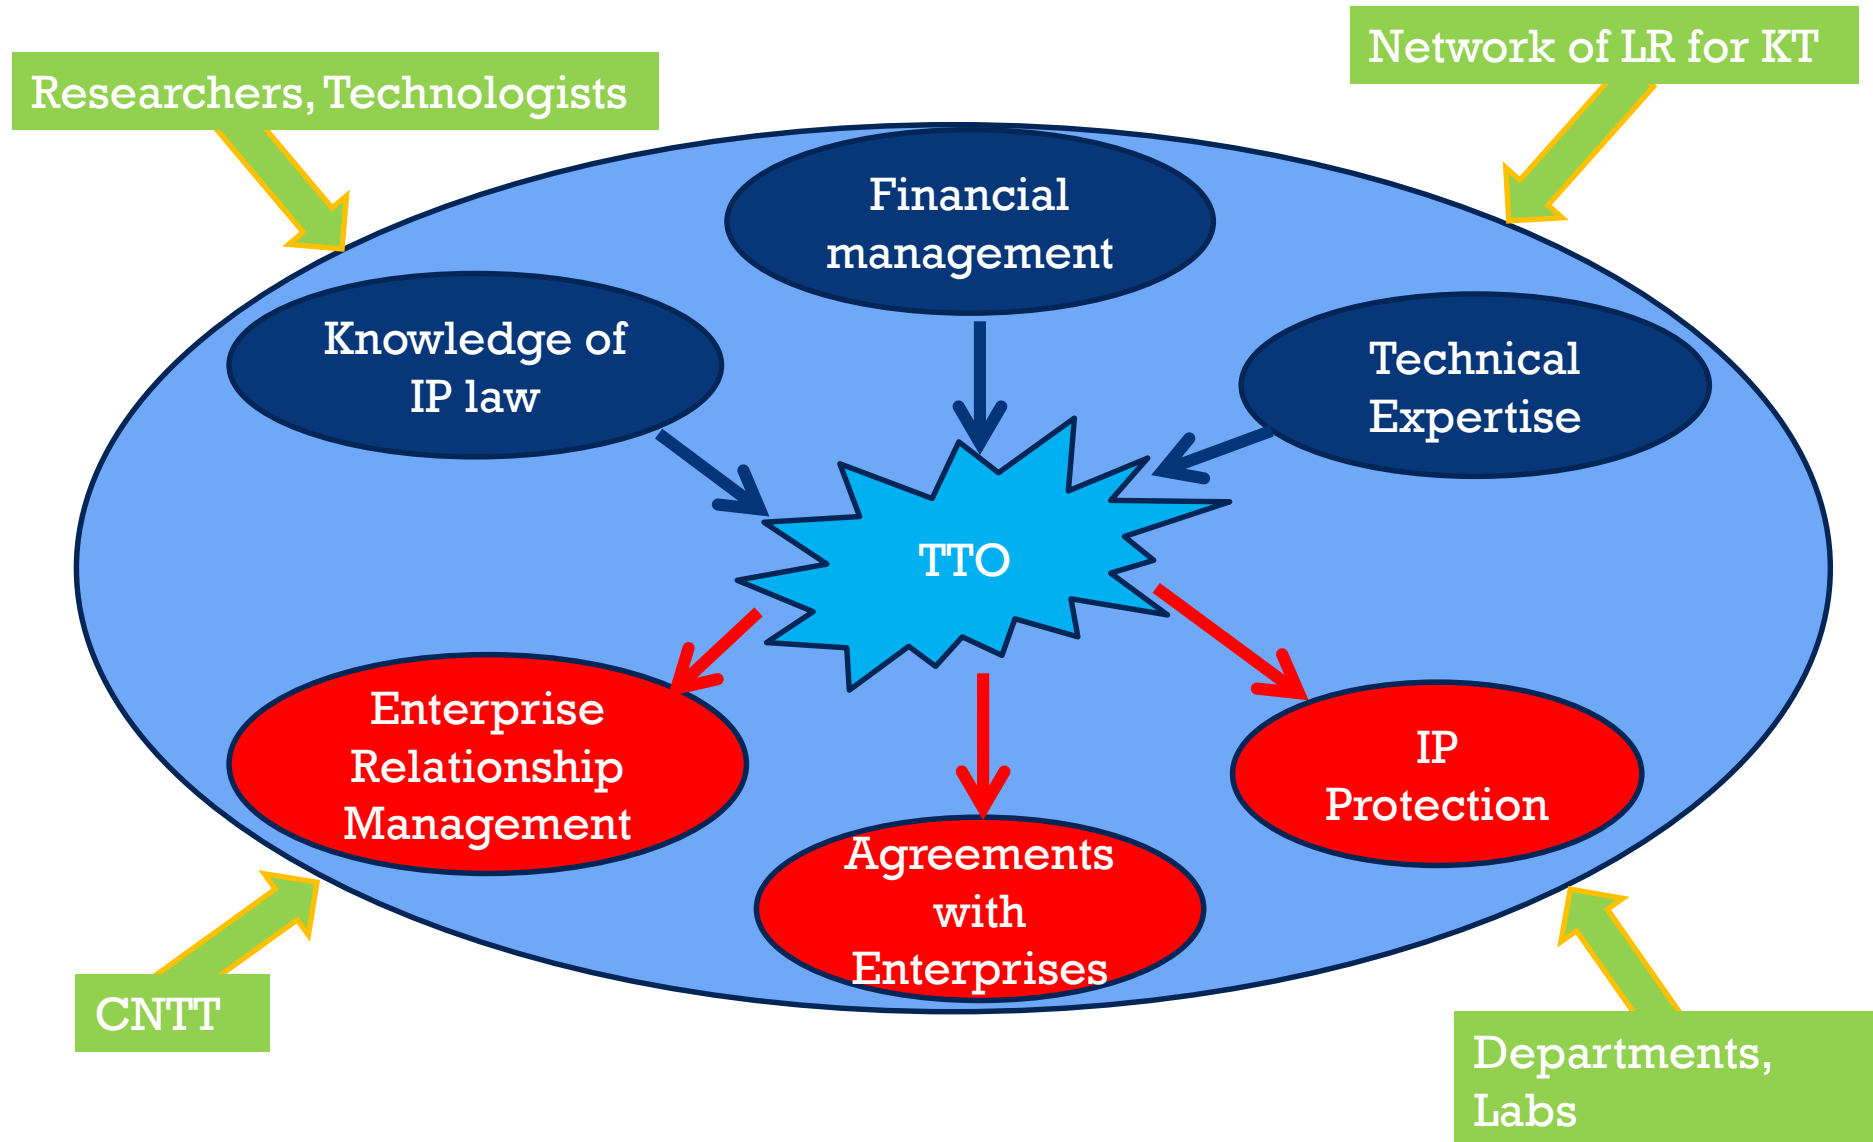 Researchers, Technologists
Network of LR for KT
Financial
management
Knowledge of
IP law
Technical
Expertise
TTO
Enterprise
Relationship
Management
Agreements
with
Enterprises
IP
Protection
CNTT
Departments,
Labs